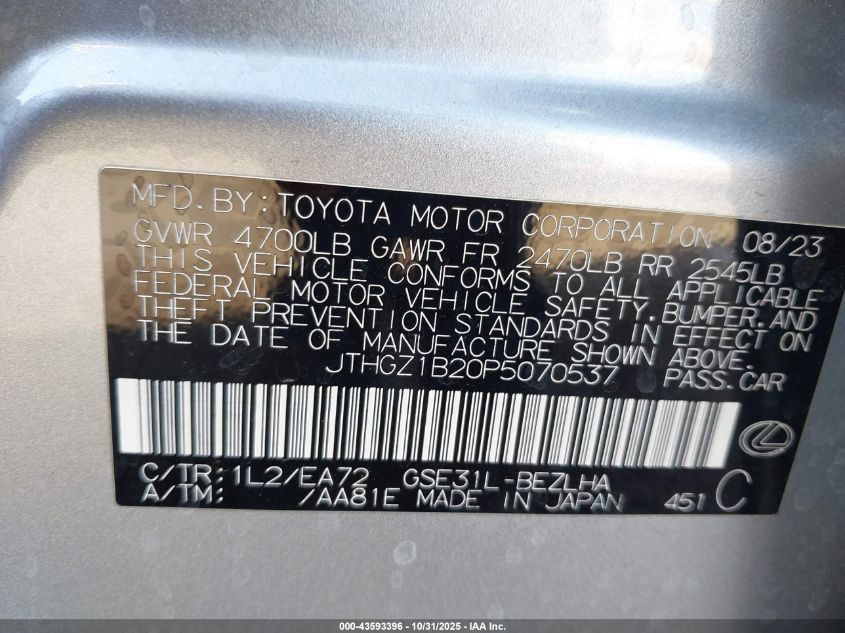 MFD. BY: TOYOTA MOTOR CORPORATION 08/23
GVWR 4700LB GAWR FR 2470LB RR 2545LB
THIS VEHICLE CONFORMS TO ALL APPLICABLE
FEDERAL MOTOR VEHICLE SAFETY, BUMPER, AND
THEFT PREVENTION STANDARDS IN EFFECT ON
THE DATE OF MANUFACTURE SHOWN ABOVE.
JTHGZ1B20P5070537 PASS.CAR
C/TR: 1L2/EA72 GSE31L-BEZLHA
A/TM: /AA81E MADE IN JAPAN 451 C
000-43593396 - 10/31/2025 - IAA Inc.